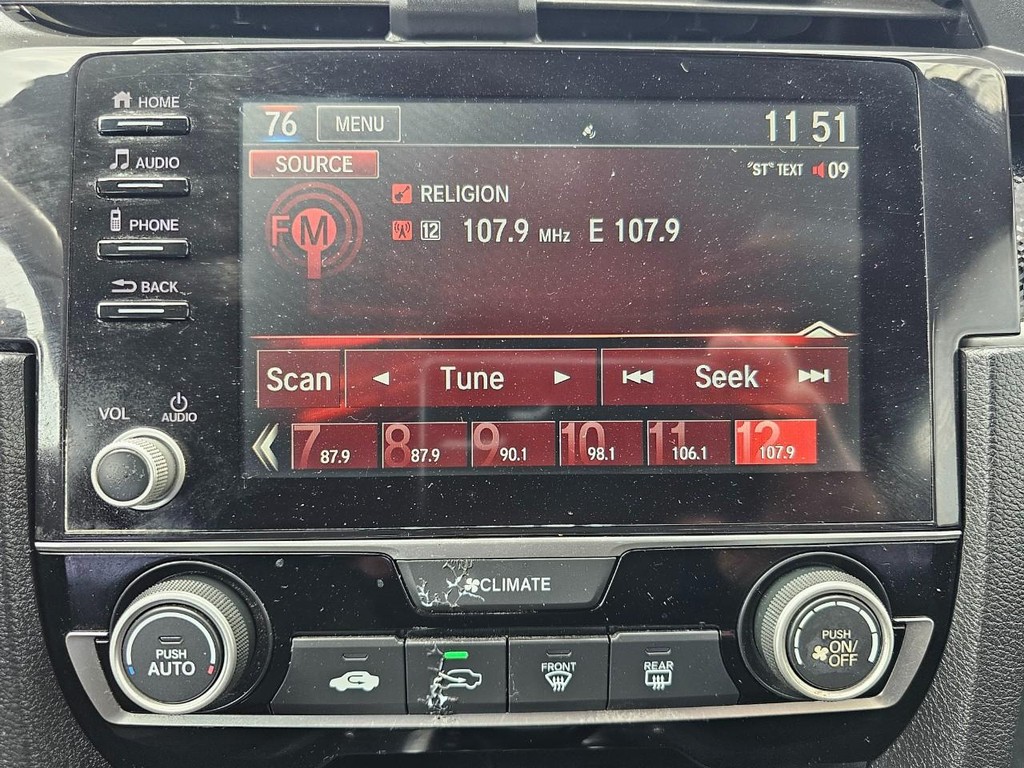 HOME
AUDIO
PHONE
BACK
VOL
AUDIO
76 MENU 11 51
SOURCE "ST" TEXT 09
RELIGION
FM
12 107.9 MHz E 107.9
Scan Tune Seek
7 87.9 8 87.9 9 90.1 10 98.1 11 106.1 12 107.9
CLIMATE
PUSH
AUTO
FRONT
REAR
PUSH
ON/
OFF